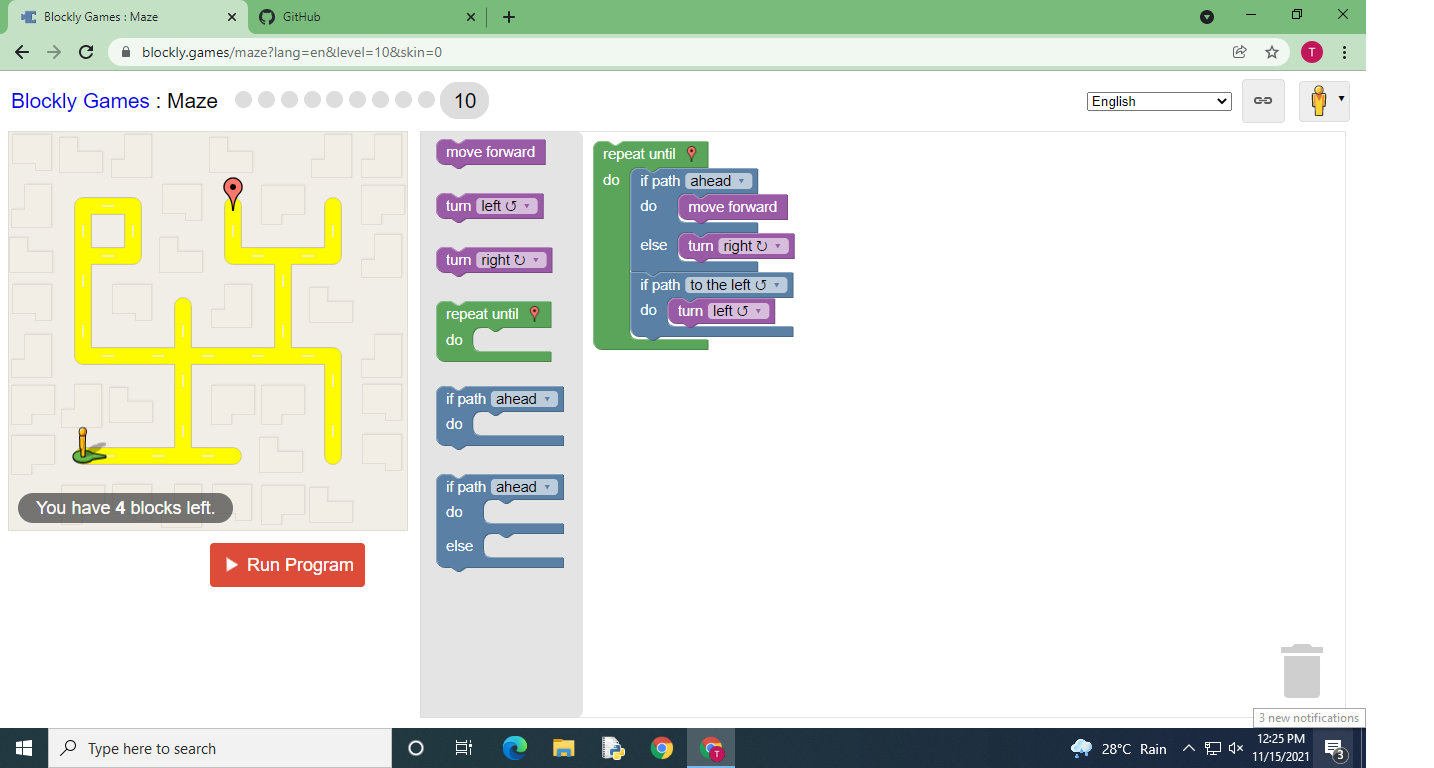 Blockly Games : Maze
GitHub
blockly.games/maze?lang=en&level=10&skin=0
T
Blockly Games : Maze
10
English
move forward
turn left ↺
turn right ↻
repeat until
do
if path ahead
do
if path ahead
do
else
repeat until
do
if path ahead
do
move forward
else
turn right ↻
if path to the left ↺
do
turn left ↺
You have 4 blocks left.
Run Program
3 new notifications
Type here to search
T
28°C Rain
12:25 PM
11/15/2021
3